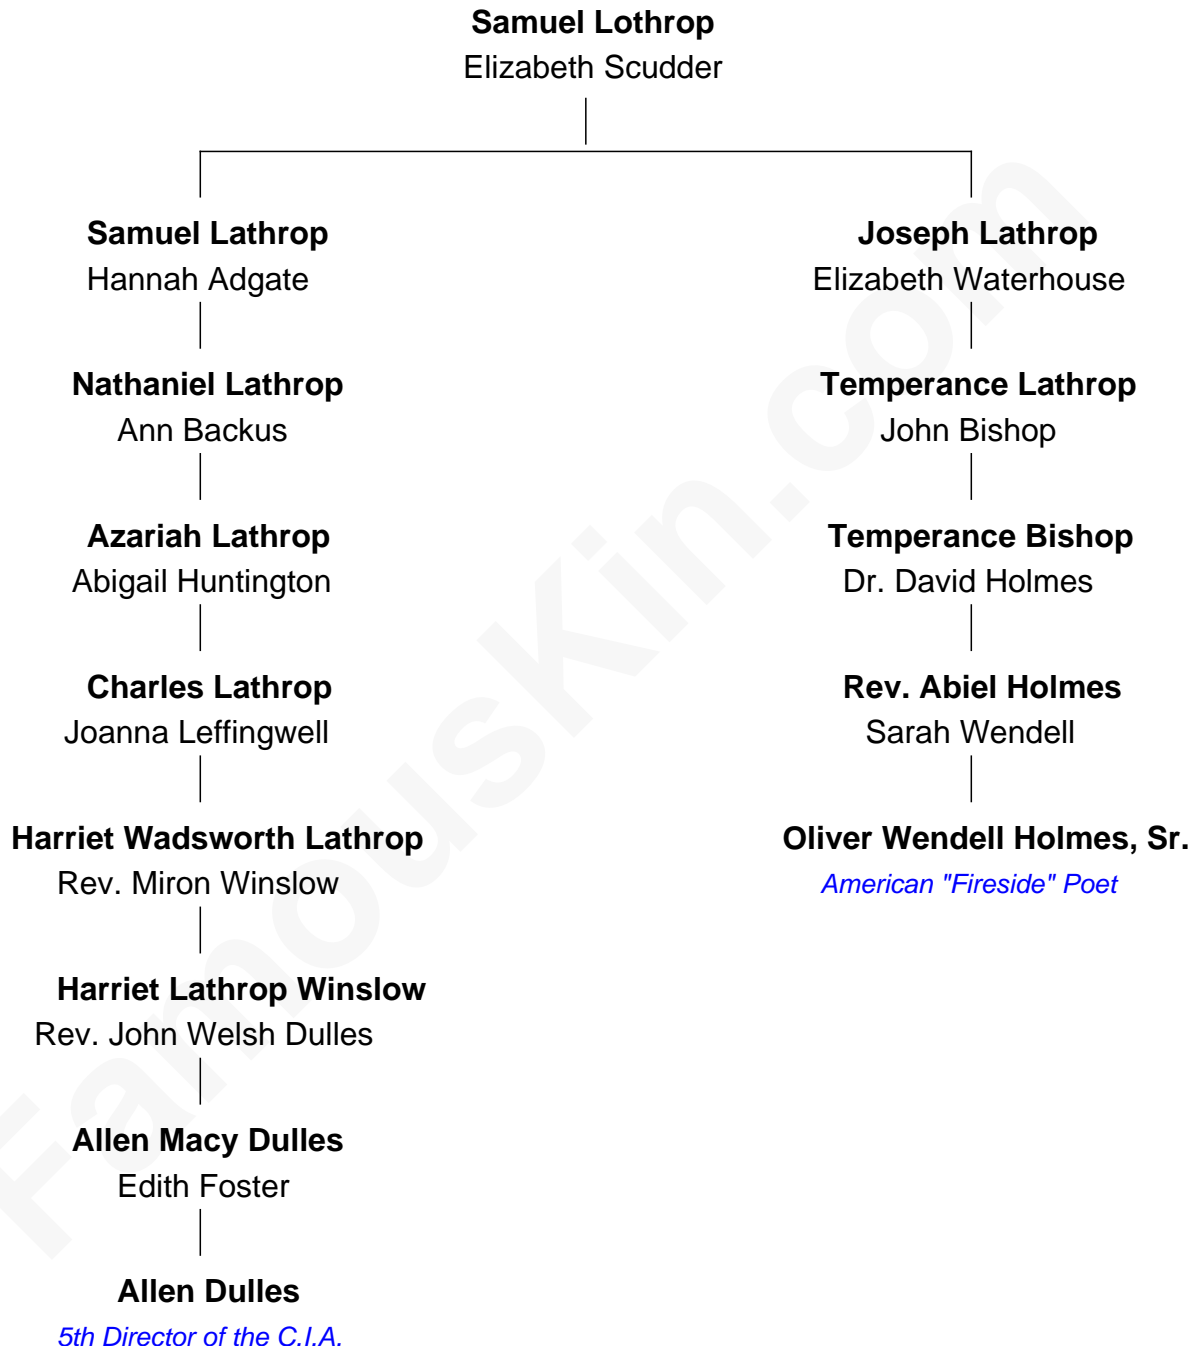 Samuel Lothrop
Elizabeth Scudder
Samuel Lathrop
Hannah Adgate
Nathaniel Lathrop
Ann Backus
Azariah Lathrop
Abigail Huntington
Charles Lathrop
Joanna Leffingwell
Harriet Wadsworth Lathrop
Rev. Miron Winslow
Harriet Lathrop Winslow
Rev. John Welsh Dulles
Allen Macy Dulles
Edith Foster
Allen Dulles
5th Director of the C.I.A.
Joseph Lathrop
Elizabeth Waterhouse
Temperance Lathrop
John Bishop
Temperance Bishop
Dr. David Holmes
Rev. Abiel Holmes
Sarah Wendell
Oliver Wendell Holmes, Sr.
American "Fireside" Poet
FamousKin.com